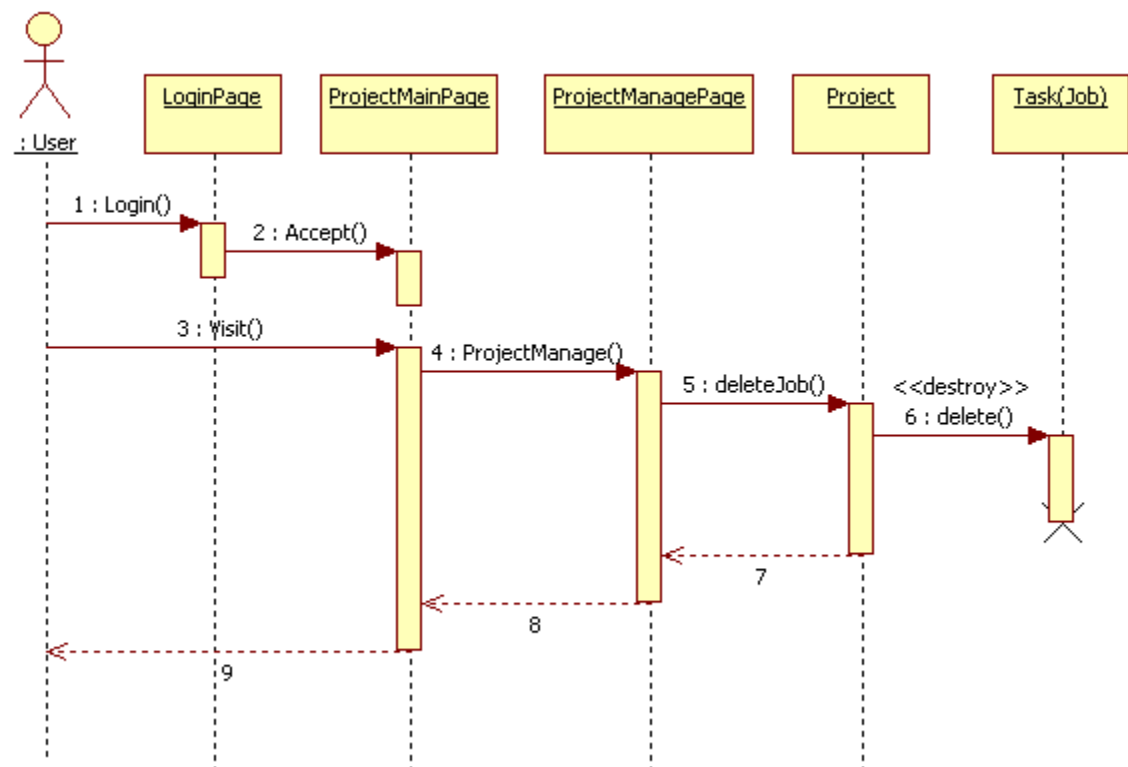 : User
LoginPage
ProjectMainPage
ProjectManagePage
Project
Task(Job)
1 : Login()
2 : Accept()
3 : Visit()
4 : ProjectManage()
5 : deleteJob()
<<destroy>>
6 : delete()
7
8
9